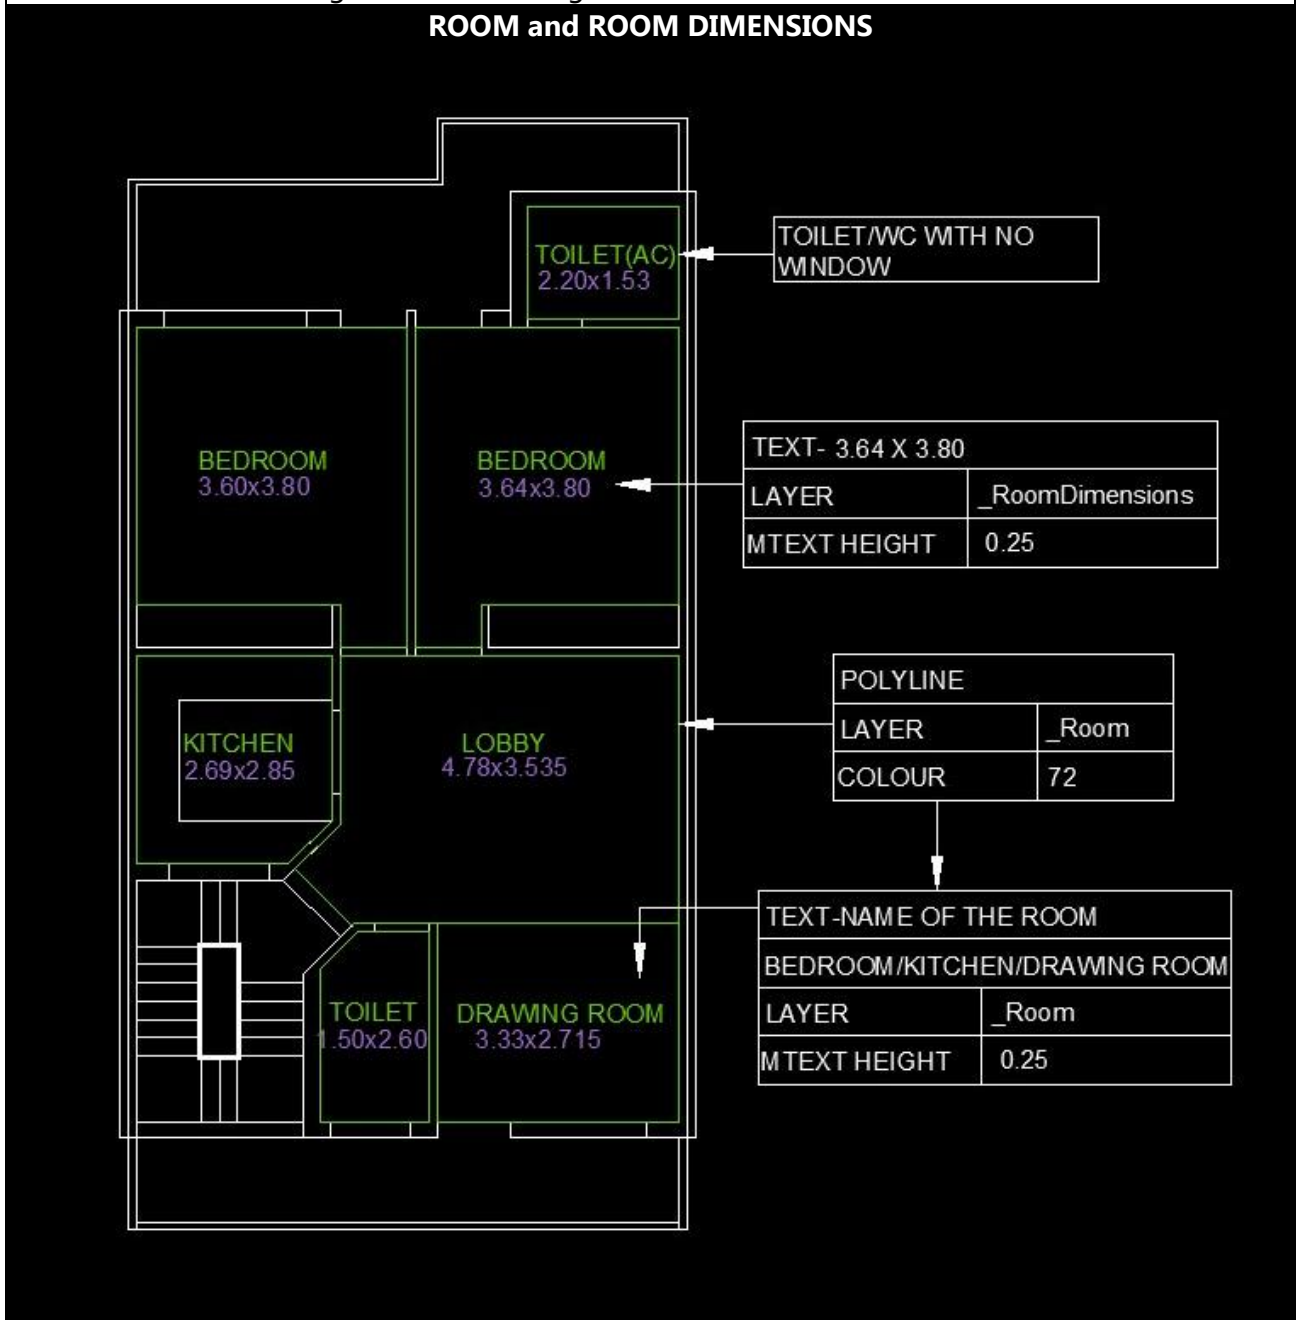 ROOM and ROOM DIMENSIONS
TOILET(AC)
2.20x1.53
TOILET/WC WITH NO
WINDOW
BEDROOM
3.60x3.80
BEDROOM
3.64x3.80
TEXT- 3.64 X 3.80
LAYER _RoomDimensions
MTEXT HEIGHT 0.25
KITCHEN
2.69x2.85
LOBBY
4.78x3.535
POLYLINE
LAYER _Room
COLOUR 72
TOILET
1.50x2.60
DRAWING ROOM
3.33x2.715
TEXT-NAME OF THE ROOM
BEDROOM/KITCHEN/DRAWING ROOM
LAYER _Room
MTEXT HEIGHT 0.25